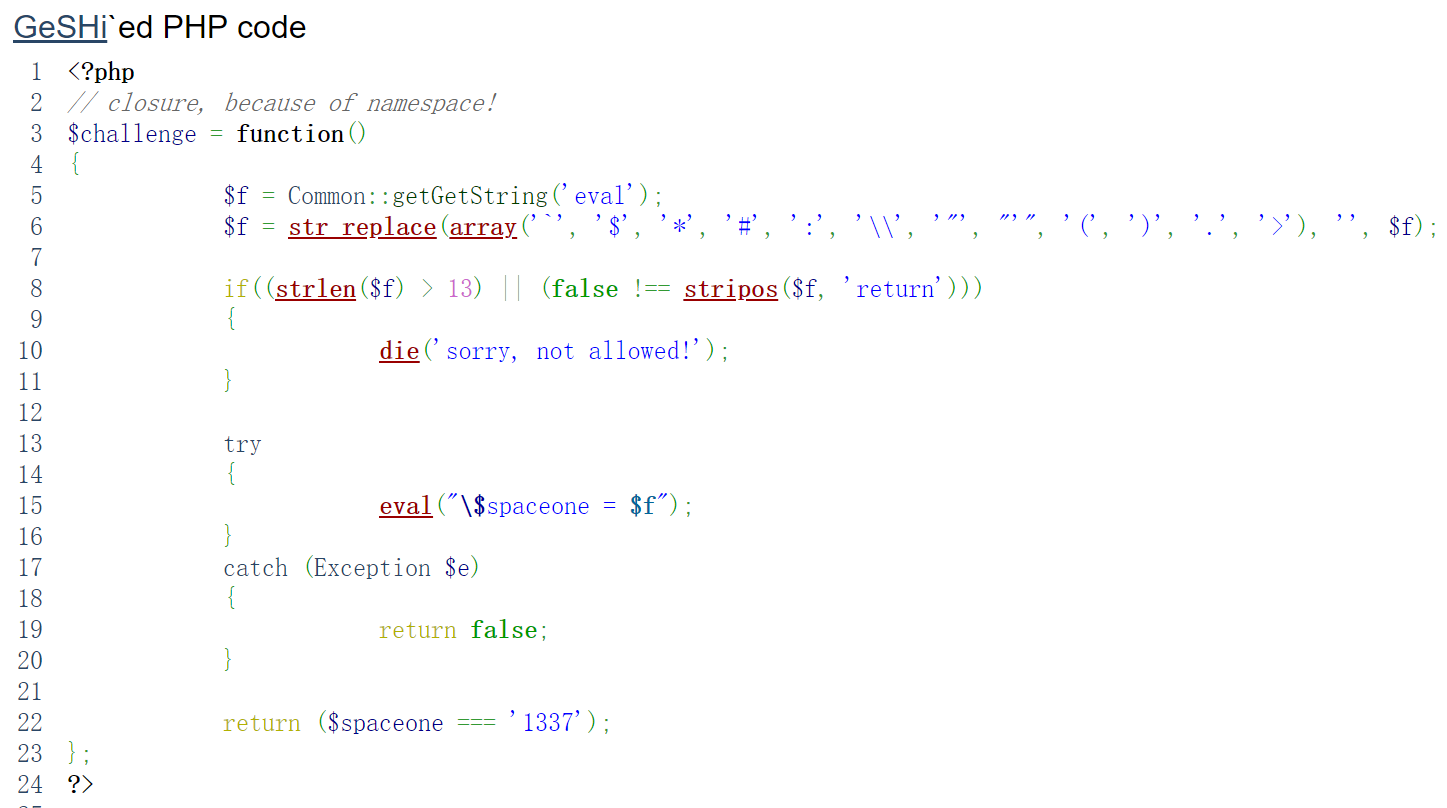 GeSHi`ed PHP code
1 <?php
2 // closure, because of namespace!
3 $challenge = function()
4 {
5 $f = Common::getGetString('eval');
6 $f = str_replace(array('`', '$', '*', '#', ':', '\\', '"', "'", '(', ')', '.', '>'), '', $f);
7
8 if((strlen($f) > 13) || (false !== stripos($f, 'return')))
9 {
10 die('sorry, not allowed!');
11 }
12
13 try
14 {
15 eval("\$spaceone = $f");
16 }
17 catch (Exception $e)
18 {
19 return false;
20 }
21
22 return ($spaceone === '1337');
23 };
24 ?>